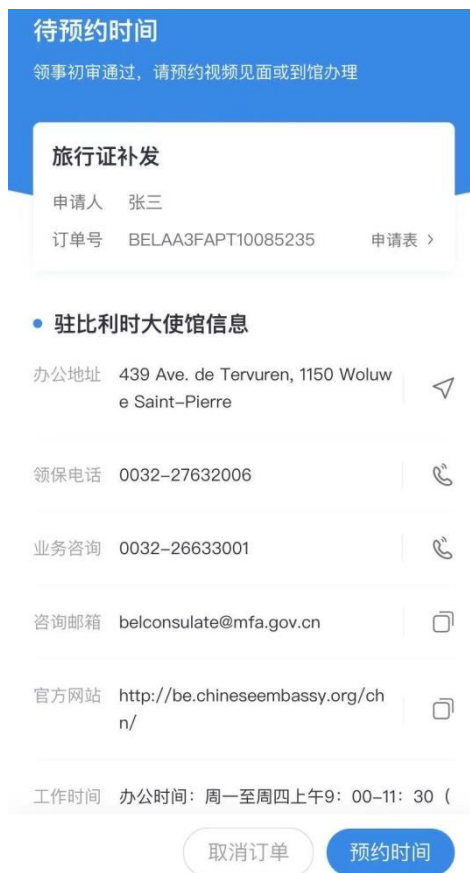 待预约时间
领事初审通过，请预约视频见面或到馆办理
旅行证补发
申请人 张三
订单号 BELAA3FAPT10085235 申请表 >
驻比利时大使馆信息
办公地址 439 Ave. de Tervuren, 1150 Woluw
e Saint-Pierre
领保电话 0032-27632006
业务咨询 0032-26633001
咨询邮箱 belconsulate@mfa.gov.cn
官方网站 http://be.chineseembassy.org/ch
n/
工作时间 办公时间：周一至周四上午9：00-11：30（
取消订单 预约时间